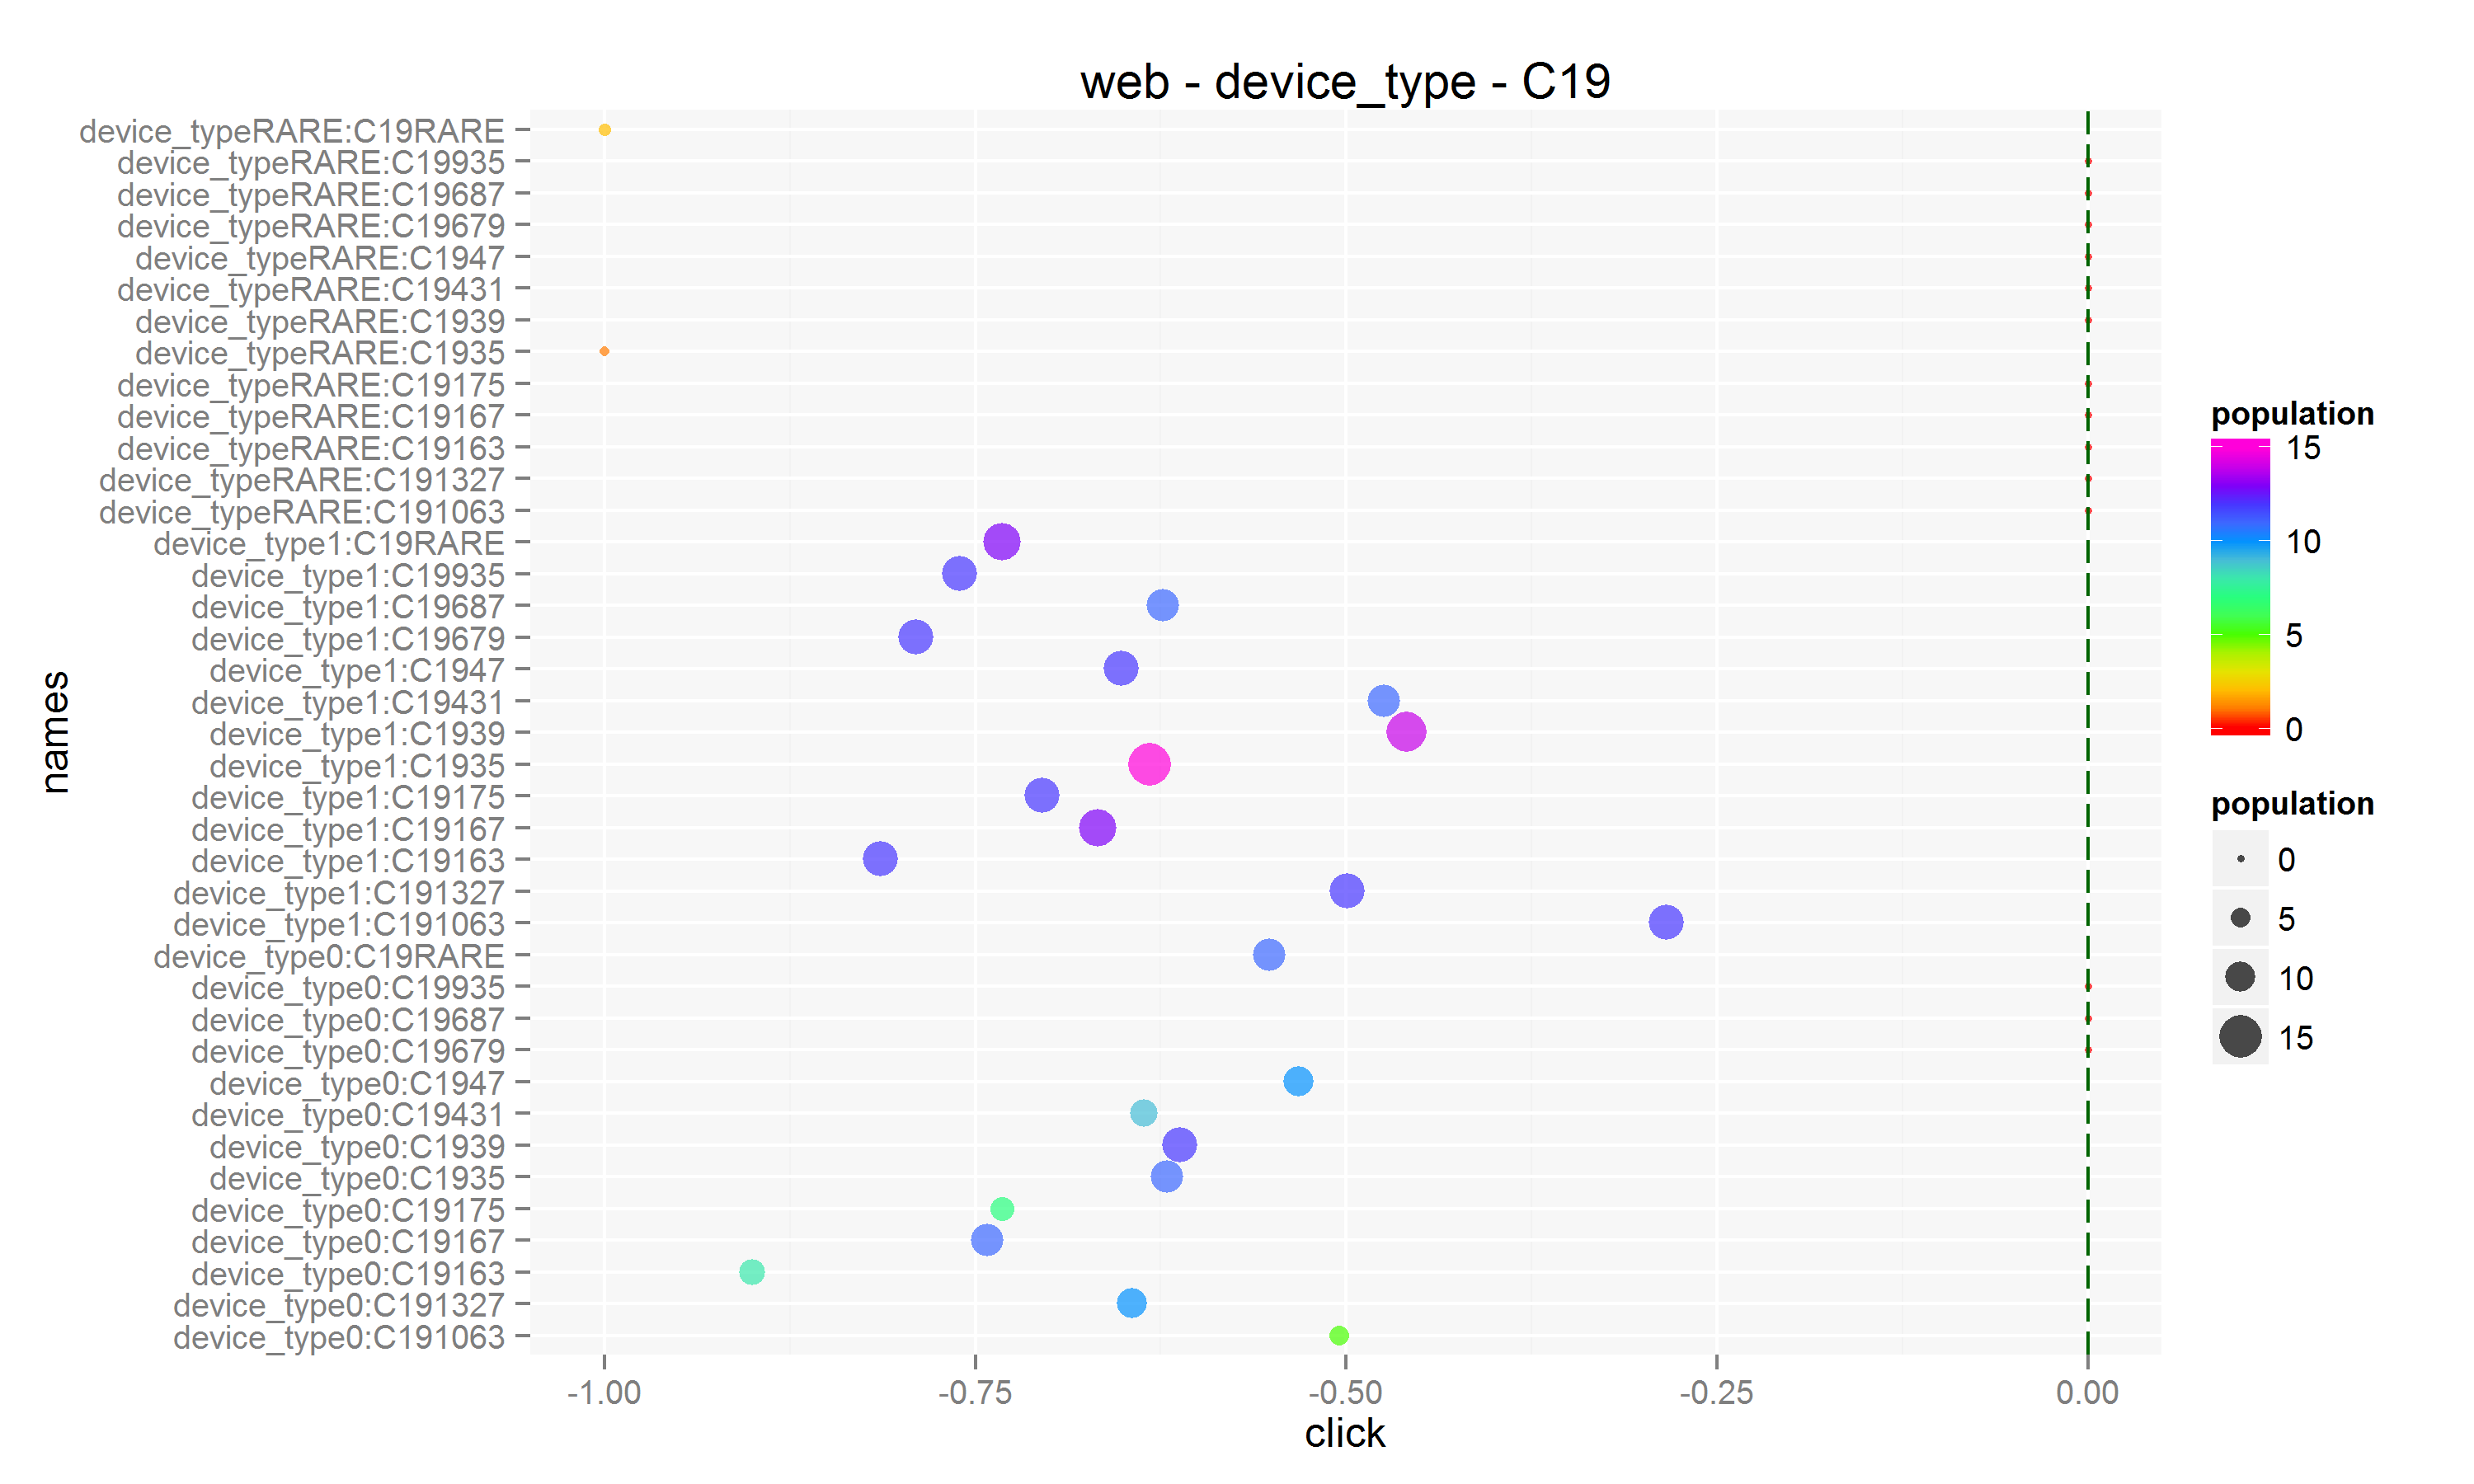 web - device_type - C19
names
device_typeRARE:C19RARE
device_typeRARE:C19935
device_typeRARE:C19687
device_typeRARE:C19679
device_typeRARE:C1947
device_typeRARE:C19431
device_typeRARE:C1939
device_typeRARE:C1935
device_typeRARE:C19175
device_typeRARE:C19167
device_typeRARE:C19163
device_typeRARE:C191327
device_typeRARE:C191063
device_type1:C19RARE
device_type1:C19935
device_type1:C19687
device_type1:C19679
device_type1:C1947
device_type1:C19431
device_type1:C1939
device_type1:C1935
device_type1:C19175
device_type1:C19167
device_type1:C19163
device_type1:C191327
device_type1:C191063
device_type0:C19RARE
device_type0:C19935
device_type0:C19687
device_type0:C19679
device_type0:C1947
device_type0:C19431
device_type0:C1939
device_type0:C1935
device_type0:C19175
device_type0:C19167
device_type0:C19163
device_type0:C191327
device_type0:C191063
-1.00 -0.75 -0.50 -0.25 0.00
click
population
15
10
5
0
population
0
5
10
15